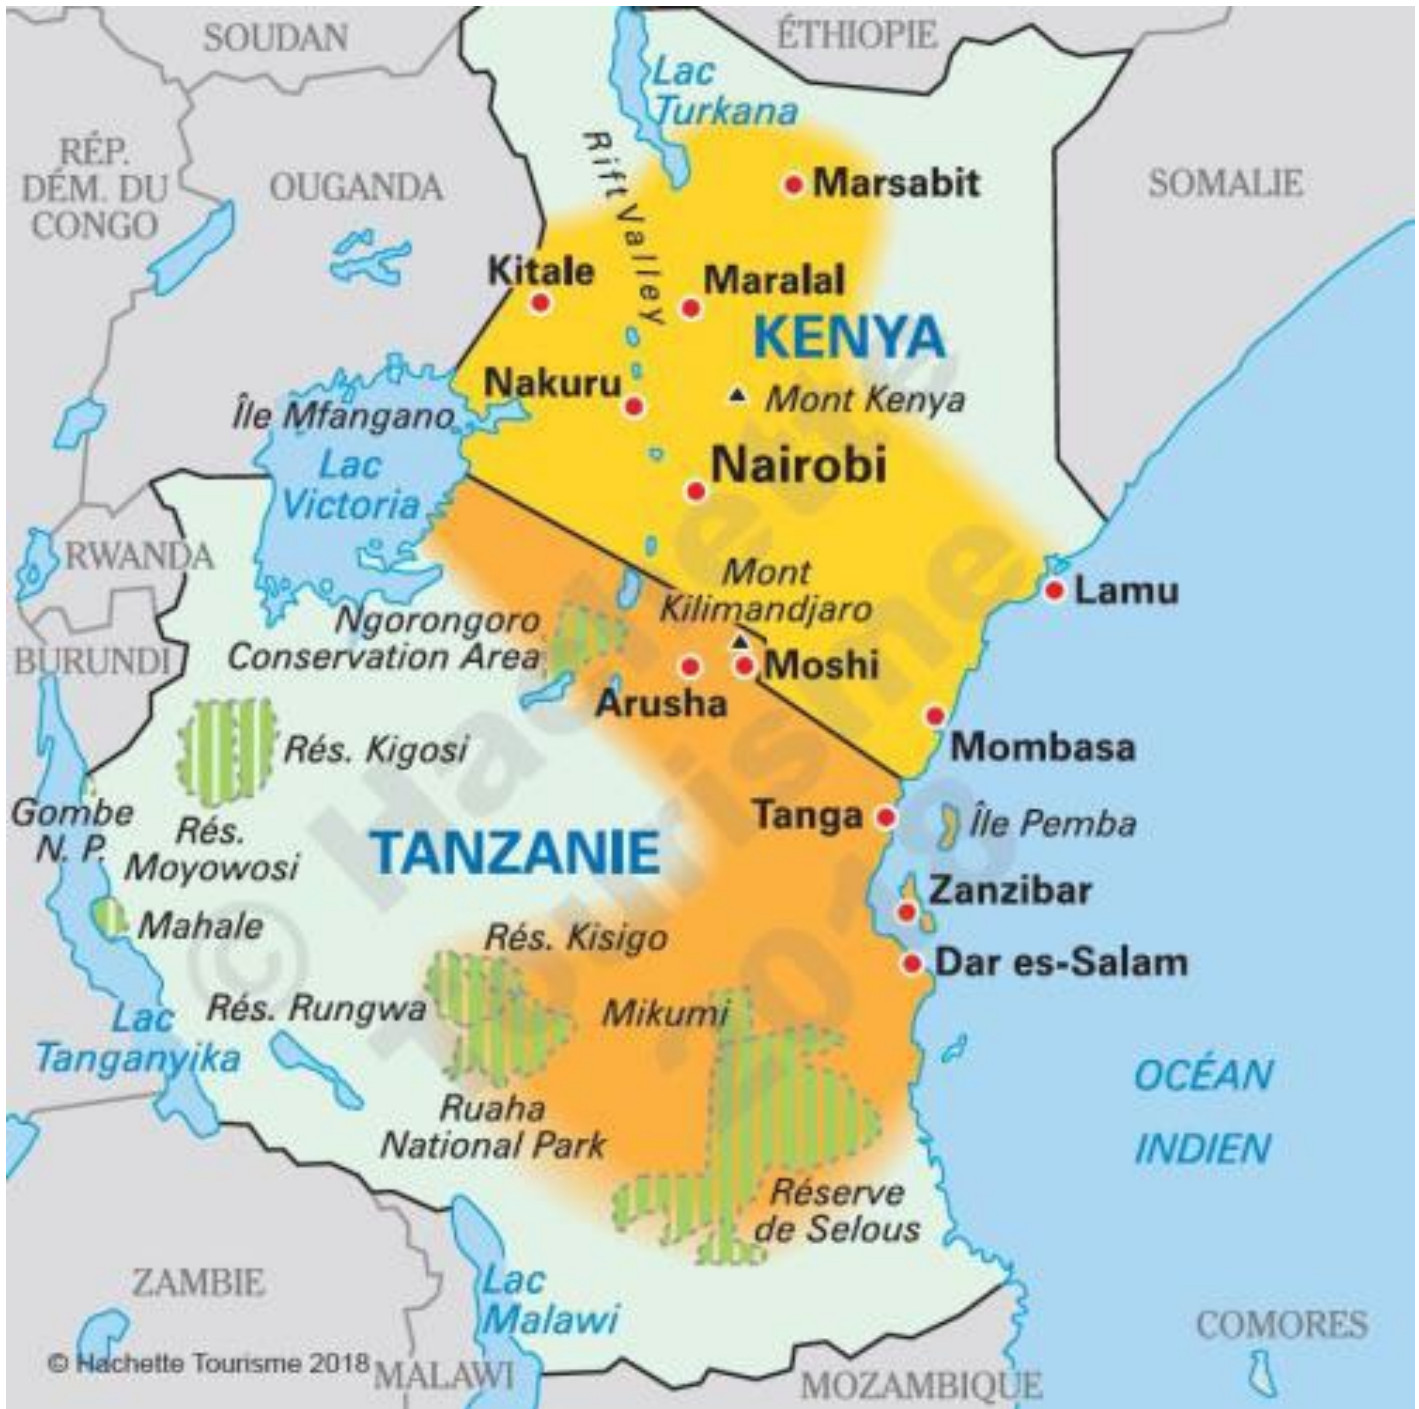 SOUDAN
ÉTHIOPIE
Lac
Turkana
RÉP.
DÉM. DU
CONGO
OUGANDA
Rift Valley
Marsabit
SOMALIE
Kitale
Maralal
KENYA
Nakuru
Mont Kenya
Île Mfangano
Lac
Victoria
Nairobi
RWANDA
Mont
Kilimandjaro
Lamu
Ngorongoro
Conservation Area
BURUNDI
Moshi
Arusha
Rés. Kigosi
Mombasa
Gombe
N. P.
Rés.
Moyowosi
TANZANIE
Tanga
Île Pemba
Mahale
Zanzibar
Rés. Kisigo
Dar es-Salam
Rés. Rungwa
Mikumi
Lac
Tanganyika
OCÉAN
INDIEN
Ruaha
National Park
Réserve
de Selous
ZAMBIE
Lac
Malawi
COMORES
© Hachette Tourisme 2018
MALAWI
MOZAMBIQUE
© Hachette
Tourisme
2018